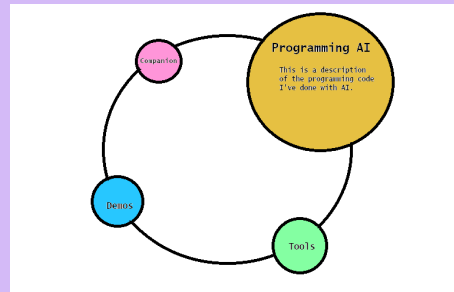 Programming AI
This is a description
of the programming code
I've done with AI.
Companion
Demos
Tools